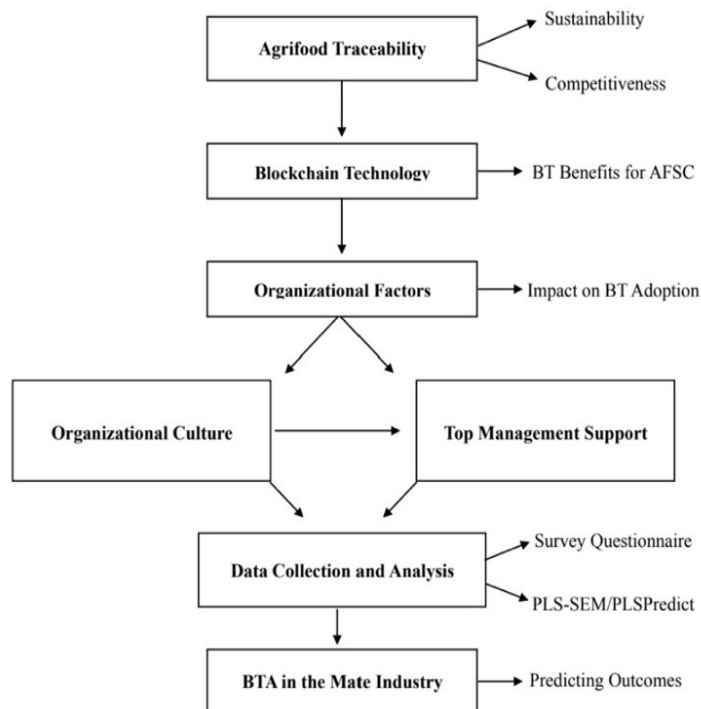 Sustainability
Agrifood Traceability
Competitiveness
Blockchain Technology
BT Benefits for AFSC
Organizational Factors
Impact on BT Adoption
Organizational Culture
Top Management Support
Survey Questionnaire
Data Collection and Analysis
PLS-SEM/PLSPredict
BTA in the Mate Industry
Predicting Outcomes